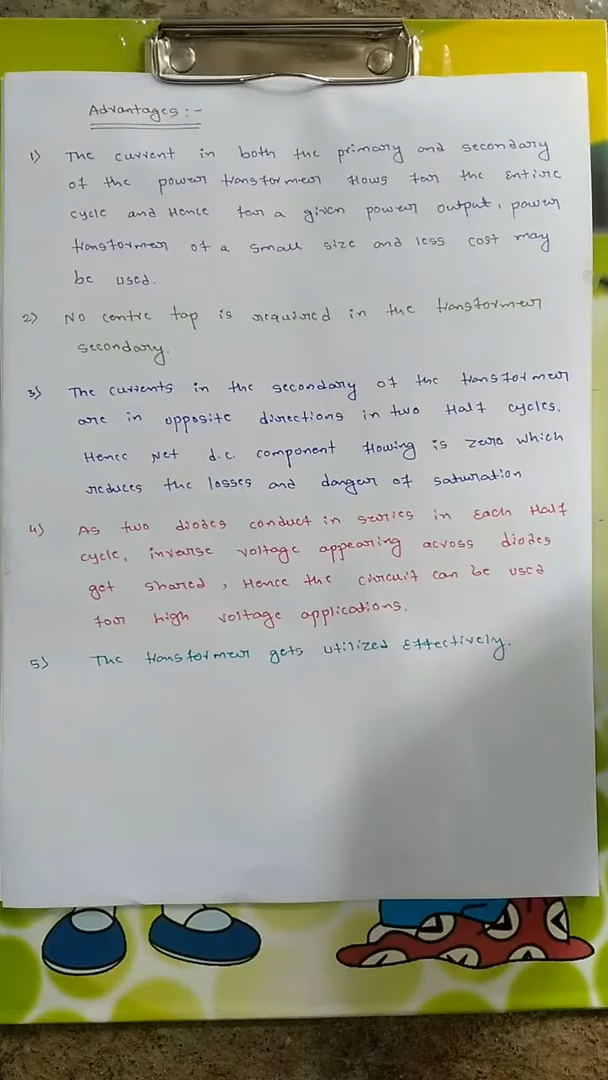 Advantages :-
1) The current in both the primary and secondary
of the power transformer flows for the entire
cycle and Hence for a given power output, power
transformer of a small size and less cost may
be used.
2) No centre tap is required in the transformer
secondary.
3) The currents in the secondary of the transformer
are in opposite directions in two Half cycles.
Hence Net d.c. component flowing is zero which
reduces the losses and danger of saturation
4) As two diodes conduct in series in each Half
cycle, inverse voltage appearing across diodes
get shared, Hence the circuit can be used
for high voltage applications.
5) The transformer gets utilized Effectively.